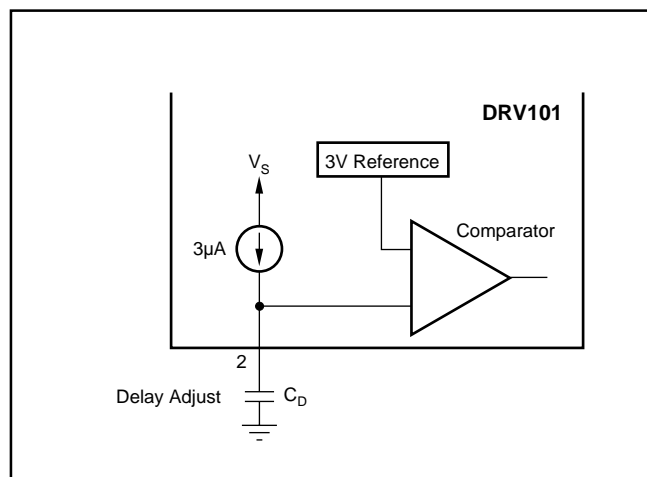 DRV101
3V Reference
V_S
Comparator
3µA
2
Delay Adjust
C_D